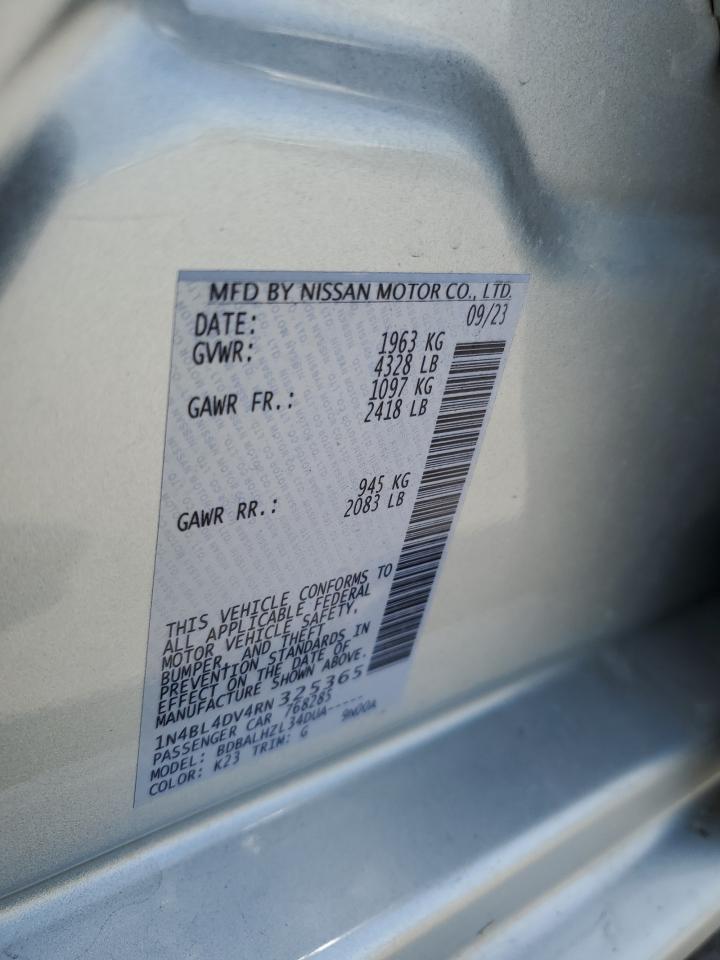 MFD BY NISSAN MOTOR CO., LTD.
DATE: 09/23
GVWR: 1963 KG
4328 LB
GAWR FR.: 1097 KG
2418 LB
GAWR RR.: 945 KG
2083 LB
THIS VEHICLE CONFORMS TO
ALL APPLICABLE FEDERAL
MOTOR VEHICLE SAFETY,
BUMPER, AND THEFT
PREVENTION STANDARDS IN
EFFECT ON THE DATE OF
MANUFACTURE SHOWN ABOVE.
1N4BL4DV4RN325365
PASSENGER CAR 768285
MODEL: BDBALHZL34DUA-----
COLOR: K23 TRIM: G 9N00A